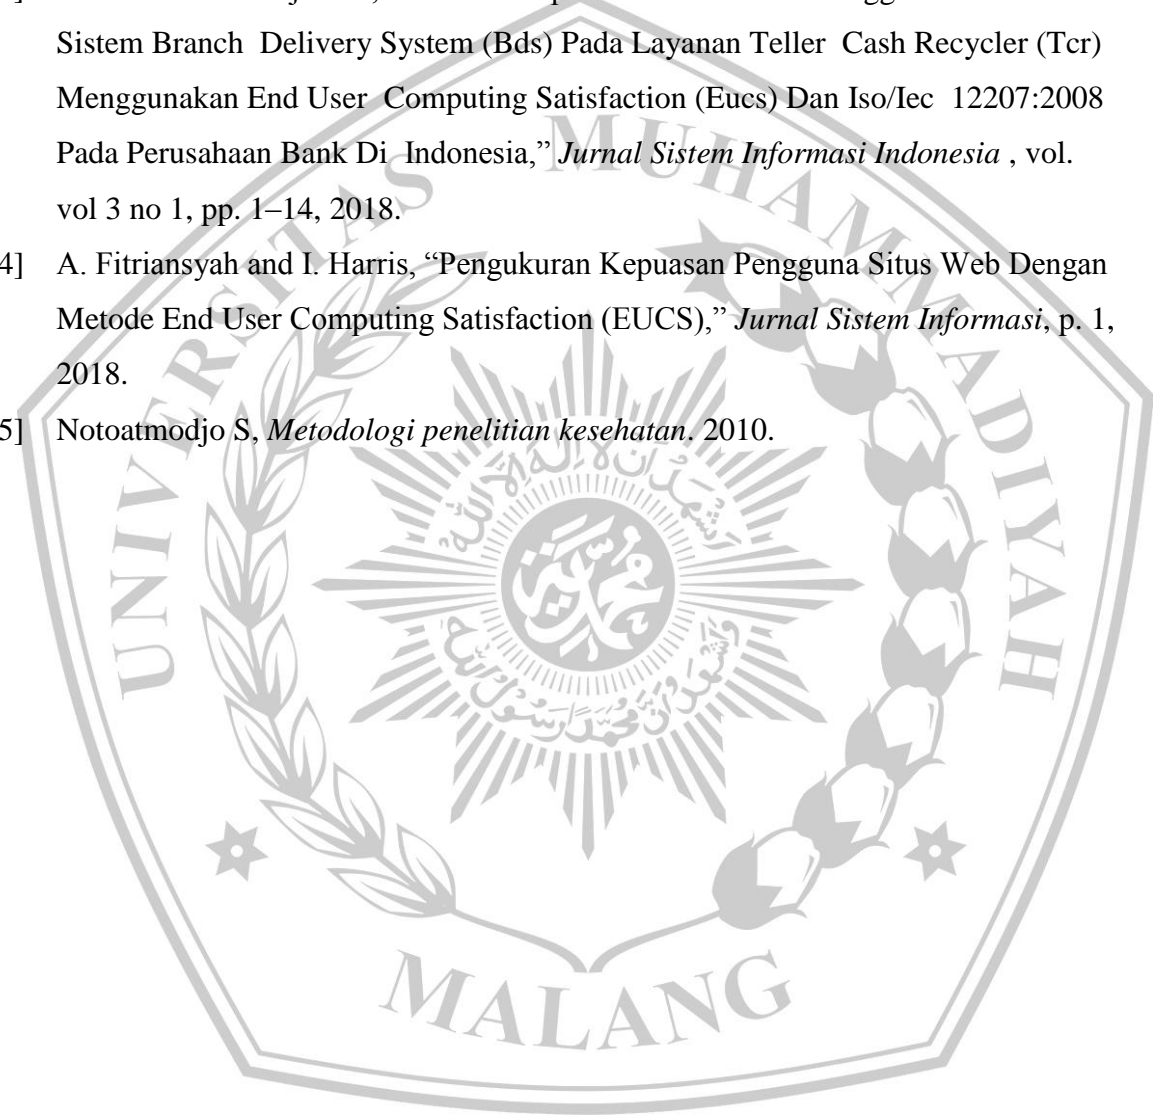 Sistem Branch Delivery System (Bds) Pada Layanan Teller Cash Recycler (Tcr)
Menggunakan End User Computing Satisfaction (Eucs) Dan Iso/Iec 12207:2008
Pada Perusahaan Bank Di Indonesia,” Jurnal Sistem Informasi Indonesia , vol.
vol 3 no 1, pp. 1–14, 2018.
4] A. Fitriansyah and I. Harris, “Pengukuran Kepuasan Pengguna Situs Web Dengan
Metode End User Computing Satisfaction (EUCS),” Jurnal Sistem Informasi, p. 1,
2018.
5] Notoatmodjo S, Metodologi penelitian kesehatan. 2010.
UNIVERSITAS MUHAMMADIYAH
MALANG